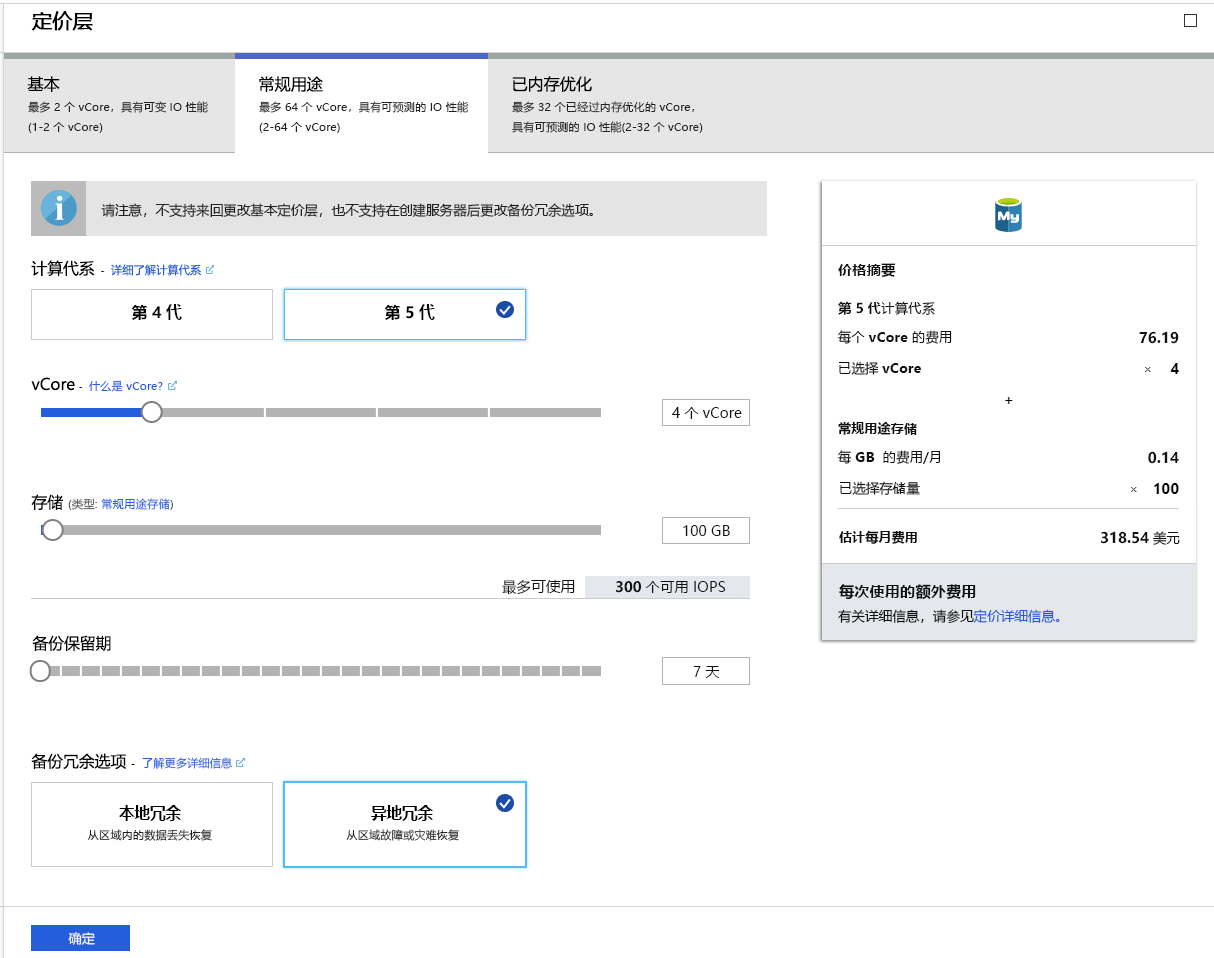 定价层
基本
最多 2 个 vCore，具有可变 IO 性能
(1-2 个 vCore)
常规用途
最多 64 个 vCore，具有可预测的 IO 性能
(2-64 个 vCore)
已内存优化
最多 32 个已经过内存优化的 vCore，
具有可预测的 IO 性能(2-32 个 vCore)
请注意，不支持来回更改基本定价层，也不支持在创建服务器后更改备份冗余选项。
计算代系 - 详细了解计算代系
第 4 代
第 5 代
vCore - 什么是 vCore?
4 个 vCore
存储 (类型: 常规用途存储)
100 GB
最多可使用 300 个可用 IOPS
备份保留期
7 天
备份冗余选项 - 了解更多详细信息
本地冗余
从区域内的数据丢失恢复
异地冗余
从区域故障或灾难恢复
确定
My
价格摘要
第 5 代计算代系
每个 vCore 的费用 76.19
已选择 vCore × 4
+
常规用途存储
每 GB 的费用/月 0.14
已选择存储量 × 100
估计每月费用 318.54 美元
每次使用的额外费用
有关详细信息，请参见定价详细信息。